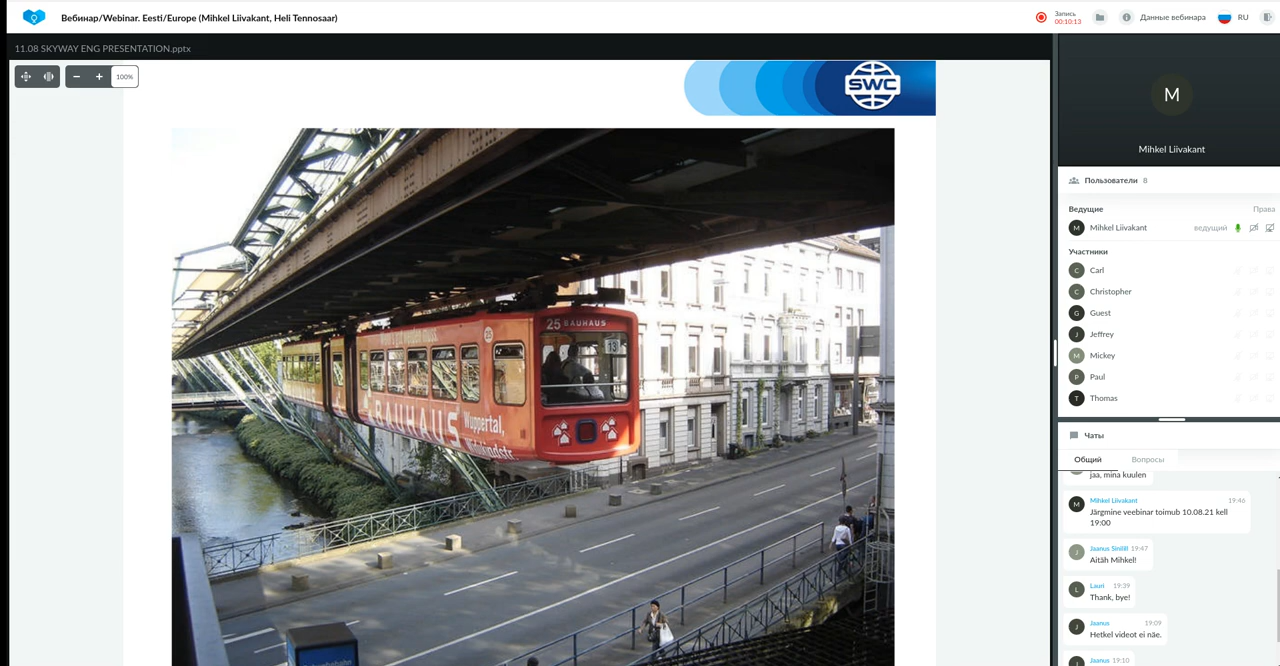 Вебинар/Webinar. Eesti/Europe (Mihkel Liivakant, Heli Tennosaar)
Запись
00:10:13
Данные вебинара
RU
11.08 SKYWAY ENG PRESENTATION.pptx
100%
SWC
25 BAUHAUS
13
25
BAUHAUS
Wuppertal,
M
Mihkel Liivakant
Пользователи 8
Ведущие
Права
M
Mihkel Liivakant
ведущий
Участники
C
Carl
C
Christopher
G
Guest
J
Jeffrey
M
Mickey
P
Paul
T
Thomas
Чаты
Общий
Вопросы
jaa, mina kuulen
M
Mihkel Liivakant 19:46
Järgmine veebinar toimub 10.08.21 kell
19:00
J
Jaanus Sinilill 19:47
Aitäh Mihkel!
L
Lauri 19:39
Thank, bye!
J
Jaanus 19:09
Hetkel videot ei näe.
J
Jaanus 19:10